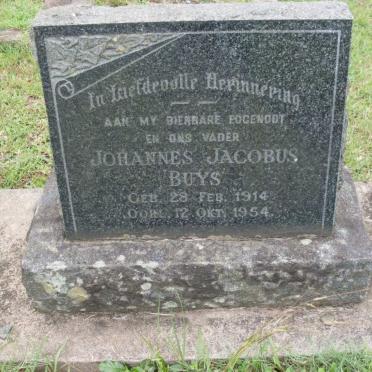 In Liefdevolle Herinnering
AAN MY DIERBARE EGGENOOT
EN ONS VADER
JOHANNES JACOBUS
BUYS
GEB. 28 FEB. 1914
OORL. 12 OKT. 1954.